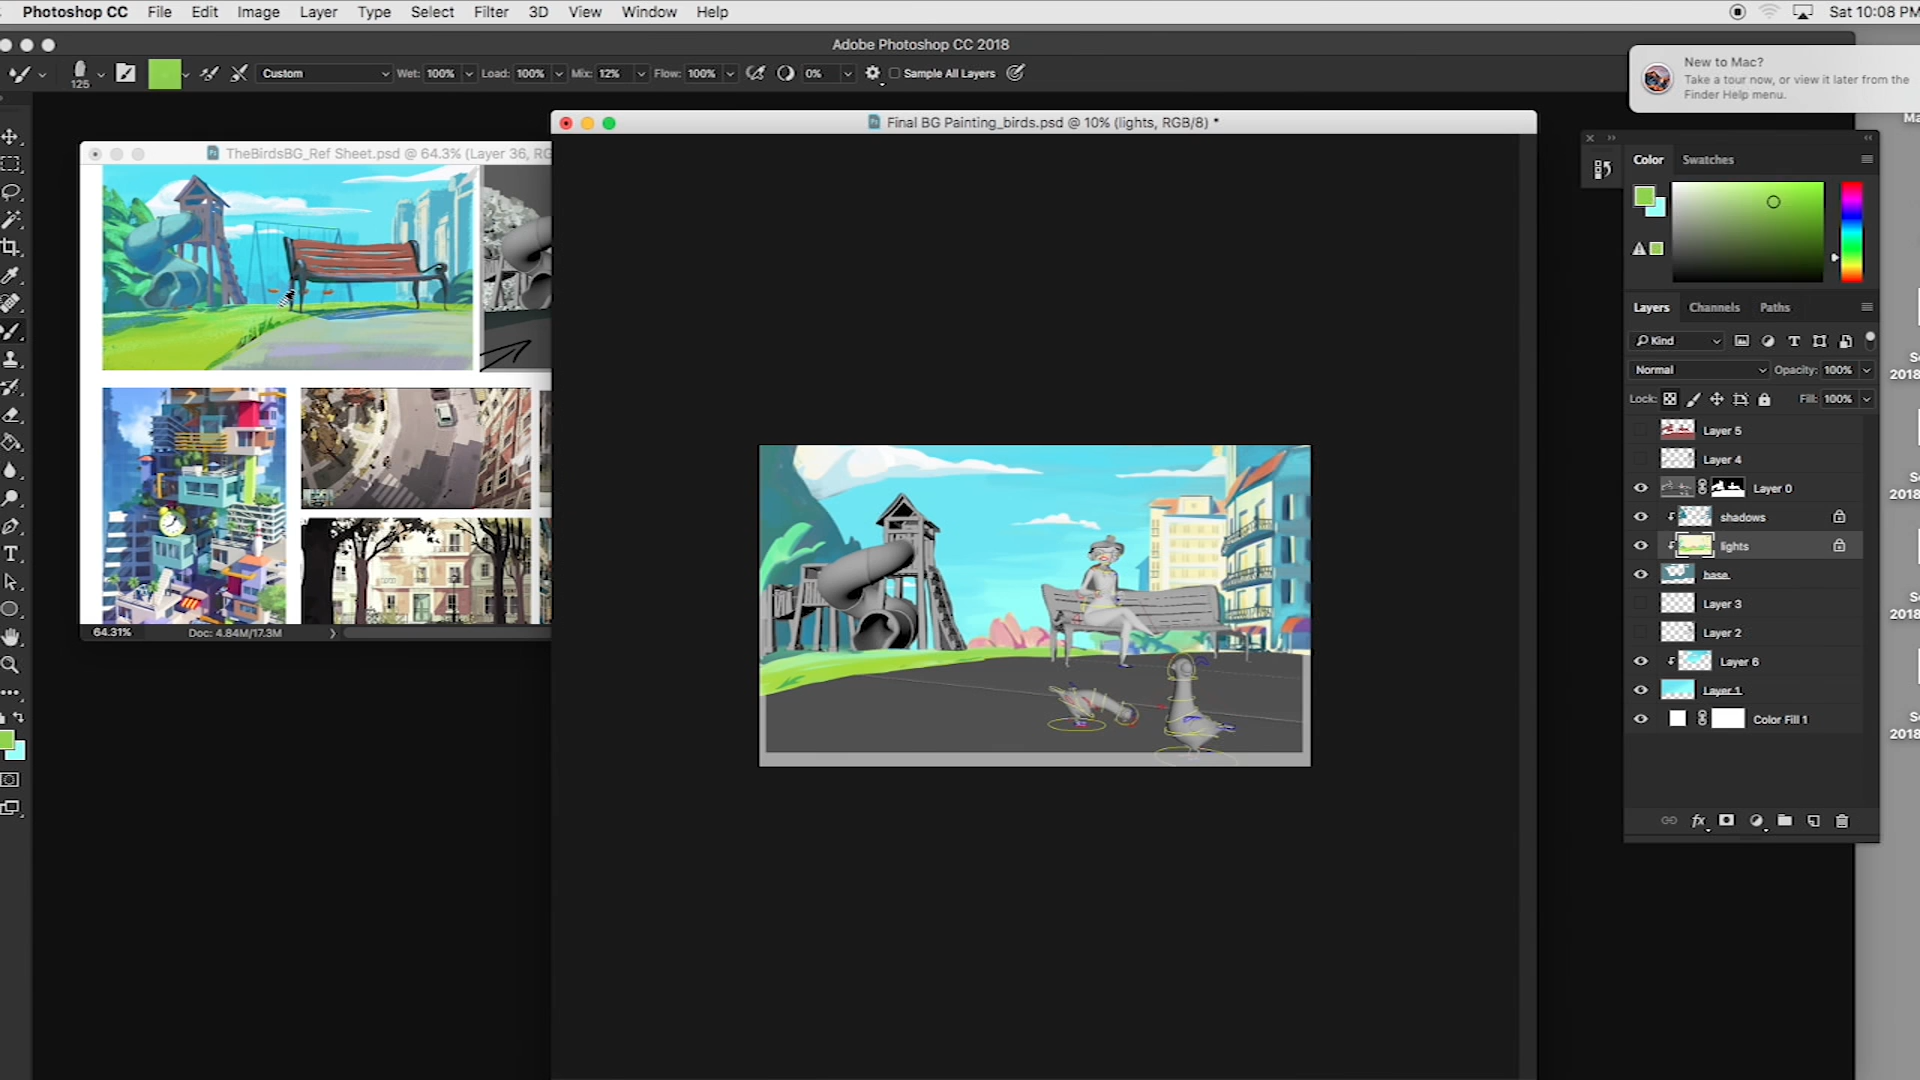 Photoshop CC File Edit Image Layer Type Select Filter 3D View Window Help Sat 10:08 PM
Adobe Photoshop CC 2018
New to Mac?
Take a tour now, or view it later from the
Finder Help menu.
125 Custom Wet: 100% Load: 100% Mix: 12% Flow: 100% 0% Sample All Layers
Final BG Painting_birds.psd @ 10% (lights, RGB/8) *
TheBirdsBG_Ref Sheet.psd @ 64.3% (Layer 36,
Color Swatches
Layers Channels Paths
Kind
Normal Opacity: 100%
Lock: Fill: 100%
Layer 5
Layer 4
Layer 0
shadows
lights
base
Layer 3
Layer 2
Layer 6
Layer 1
Color Fill 1
fx
64.31% Doc: 4.84M/17.3M
2018
2018
2018
2018
2018